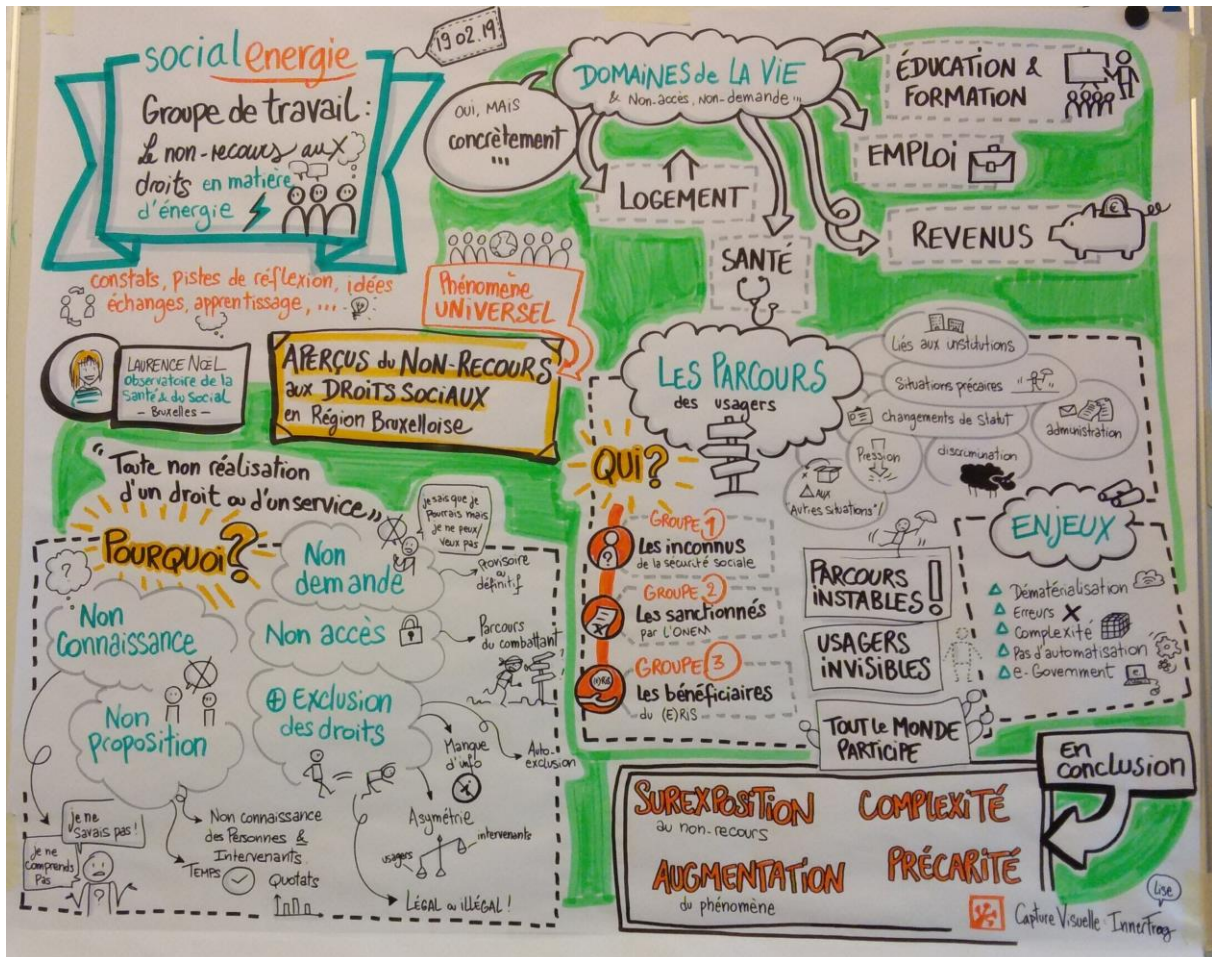 social energie
19.02.19
Groupe de travail:
Le non-recours aux
droits en matière
d'énergie
constats, pistes de réflexion, idées
échanges, apprentissage, ...
LAURENCE NOËL
Observatoire de la
Santé & du Social
- Bruxelles -
Phénomène
UNIVERSEL
APERÇUS du NON-RECOURS
aux DROITS SOCIAUX
en Région Bruxelloise
OUI, MAIS
concrètement
...
DOMAINES de LA ViE
& Non-accès, Non-demande ...
ÉDUCATION &
FORMATION
EMPLOi
LOGEMENT
REVENUS
€
SANTÉ
LES PARCOURS
des usagers
Liés aux institutions
Situations précaires
Changements de Statut
administration
Pression
discrimination
Aux
"Autres situations"!
"Toute non réalisation
d'un droit ou d'un service"
POURQUOI?
?
Non
connaissance
Non
proposition
Non
demande
je sais que je
Pourrais mais
je ne peux/
veux pas
Provisoire
ou
définitif
Non accès
Parcours
du combattant
+ Exclusion
des droits
Manque
d'info
Auto-
exclusion
Asymétrie
usagers
intervenants
LÉGAL ou iLLÉGAL!
je ne
Savais pas!
je ne
comprends
Pas
?
Non connaissance
des Personnes &
Intervenants
TEMPS
Quotats
QUi?
GROUPE 1
Les inconnus
de la sécurité sociale
?
GROUPE 2
Les sanctionnés
par L'ONEM
GROUPE 3
Les bénéficiaires
du (E)RiS
(E)RiS
PARCOURS
iNSTABLES!
USAGERS
iNViSiBLES
TOUT le MONDE
PARTiCiPE
ENJEUX
Dématérialisation
Erreurs X
Complexité
Pas d'automatisation
e-Government
e
En
conclusion
SUREXPOSiTiON
au non-recours
COMPLEXiTÉ
AUGMENTATiON
du phénomène
PRÉCARiTÉ
Lise
Capture Visuelle · InnerFrog